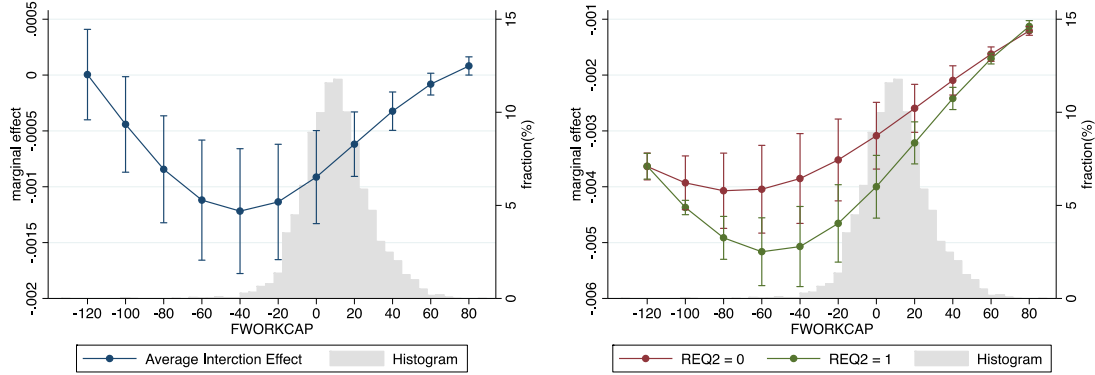 .0005
0
-.0005
-.001
-.0015
-.002
marginal effect
15
10
5
0
fraction(%)
-120 -100 -80 -60 -40 -20 0 20 40 60 80
FWORKCAP
Average Interction Effect Histogram
-.001
-.002
-.003
-.004
-.005
-.006
marginal effect
15
10
5
0
fraction(%)
-120 -100 -80 -60 -40 -20 0 20 40 60 80
FWORKCAP
REQ2 = 0 REQ2 = 1 Histogram